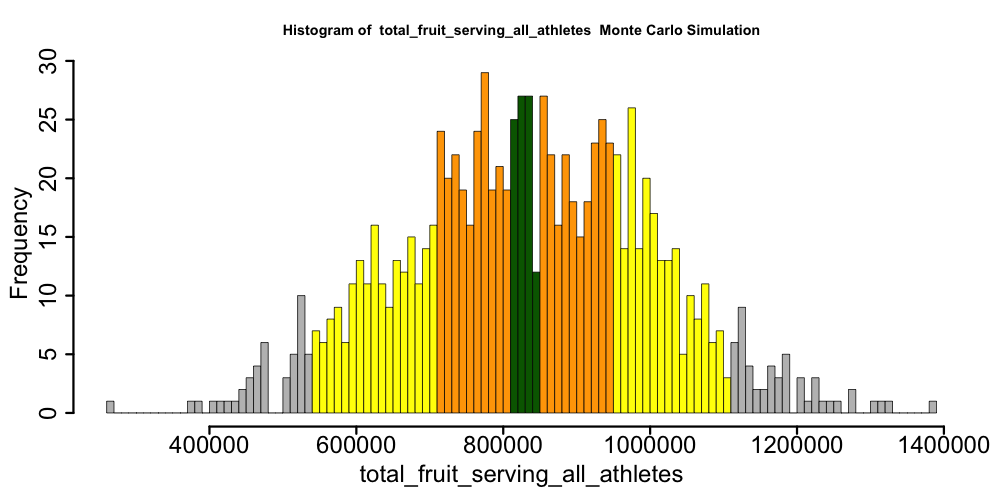 Histogram of  total_fruit_serving_all_athletes  Monte Carlo Simulation
30
25
20
15
10
5
0
Frequency
400000 600000 800000 1000000 1200000 1400000
total_fruit_serving_all_athletes